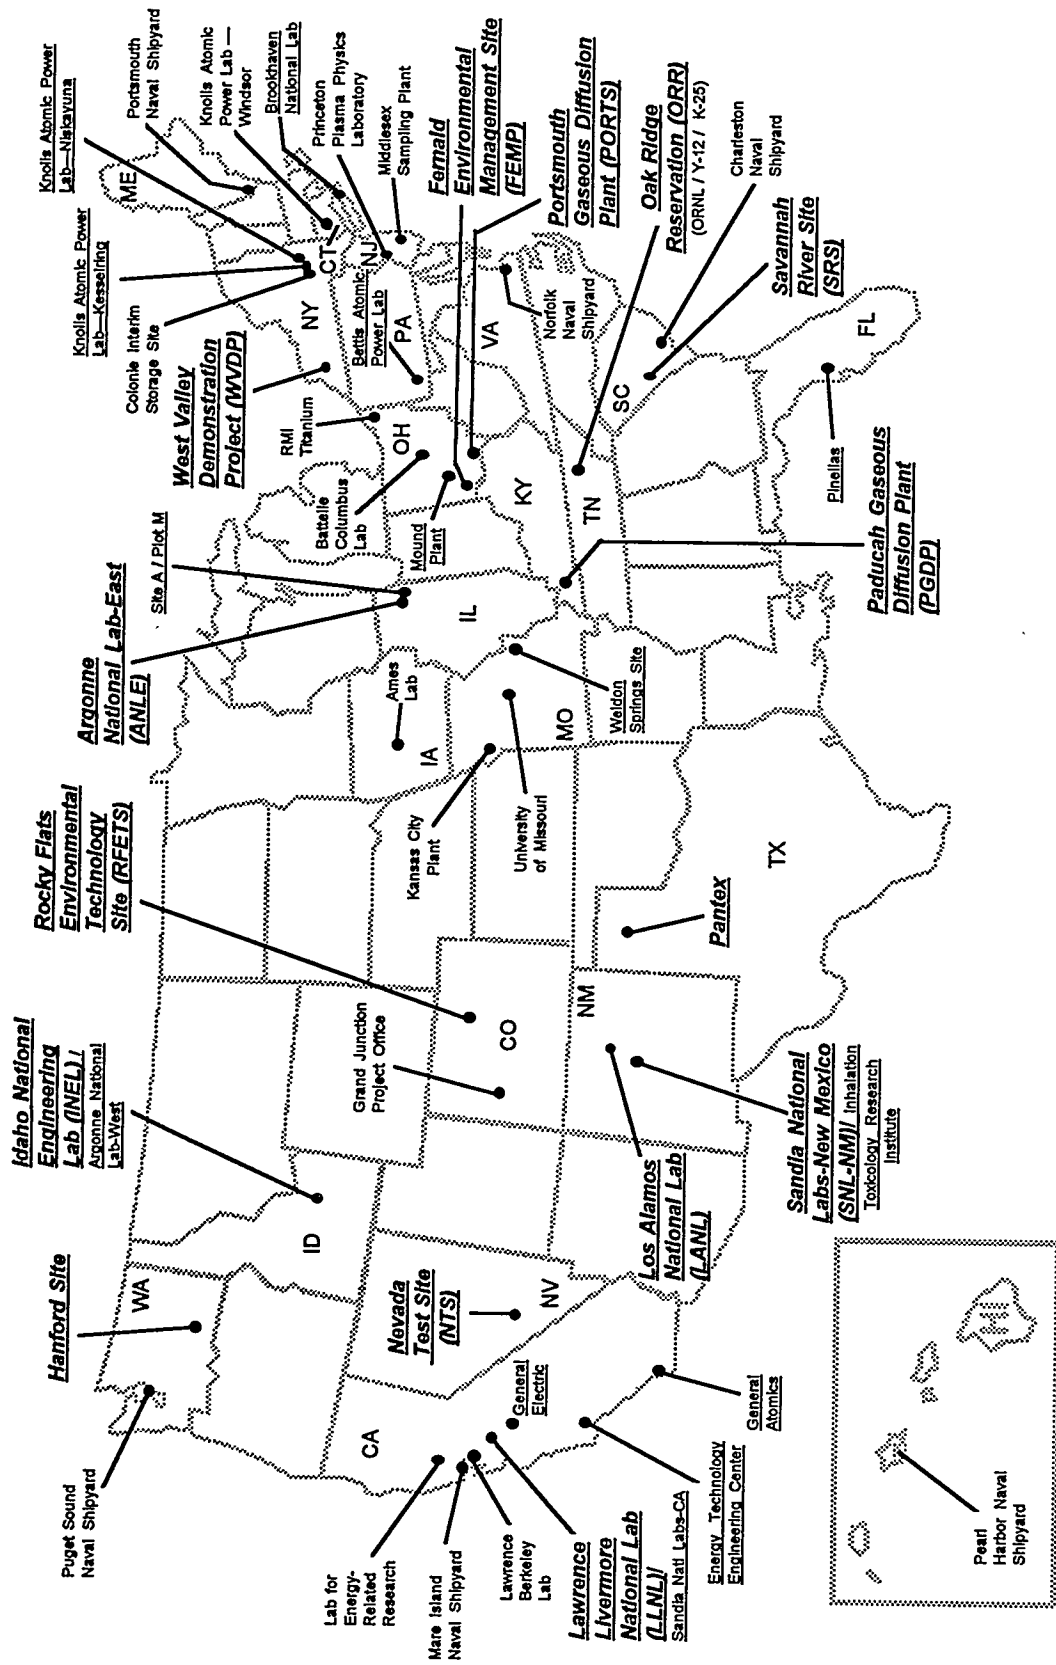 Puget Sound
Naval Shipyard
Hanford Site
WA
Idaho National
Engineering
Lab (INEL) /
Argonne National
Lab-West
ID
Rocky Flats
Environmental
Technology
Site (RFETS)
Argonne
National Lab-East
(ANLE)
Site A / Plot M
West Valley
Demonstration
Project (WVDP)
Colonie Interim
Storage Site
Knolls Atomic Power
Lab—Kesselring
Knolls Atomic Power
Lab—Niskayuna
Portsmouth
Naval Shipyard
Knolls Atomic
Power Lab —
Windsor
Brookhaven
National Lab
Princeton
Plasma Physics
Laboratory
Middlesex
Sampling Plant
ME
CT
NJ
NY
PA
Bettis Atomic
Power Lab
RMI
Titanium
OH
Battelle
Columbus
Lab
Mound
Plant
Fernald
Environmental
Management Site
(FEMP)
Portsmouth
Gaseous Diffusion
Plant (PORTS)
Oak Ridge
Reservation (ORR)
(ORNL / Y-12 / K-25)
Charleston
Naval
Shipyard
Savannah
River Site
(SRS)
VA
Norfolk
Naval
Shipyard
KY
TN
SC
FL
Pinellas
Paducah Gaseous
Diffusion Plant
(PGDP)
IL
Ames
Lab
IA
MO
Weldon
Springs Site
Kansas City
Plant
University
of Missouri
Grand Junction
Project Office
CO
NM
TX
Pantex
Nevada
Test Site
(NTS)
NV
Los Alamos
National Lab
(LANL)
Sandia National
Labs-New Mexico
(SNL-NM)/ Inhalation
Toxicology Research
Institute
CA
General
Electric
General
Atomics
Lab for
Energy-
Related
Research
Mare Island
Naval Shipyard
Lawrence
Berkeley
Lab
Lawrence
Livermore
National Lab
(LLNL)/
Sandia Natl Labs-CA
Energy Technology
Engineering Center
HI
Pearl
Harbor Naval
Shipyard